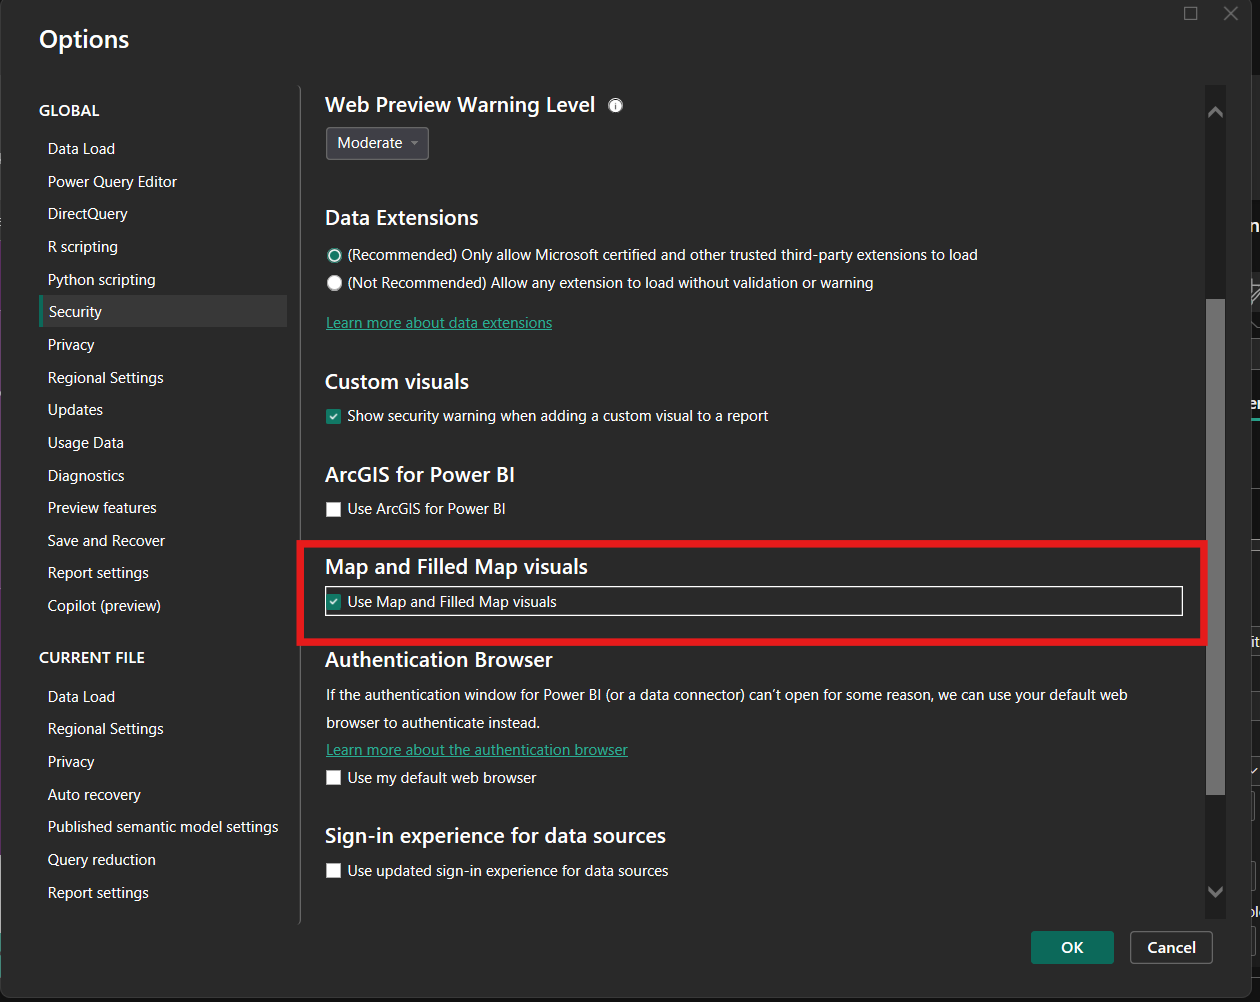 Options
GLOBAL
Data Load
Power Query Editor
DirectQuery
R scripting
Python scripting
Security
Privacy
Regional Settings
Updates
Usage Data
Diagnostics
Preview features
Save and Recover
Report settings
Copilot (preview)
CURRENT FILE
Data Load
Regional Settings
Privacy
Auto recovery
Published semantic model settings
Query reduction
Report settings
Web Preview Warning Level
Moderate
Data Extensions
(Recommended) Only allow Microsoft certified and other trusted third-party extensions to load
(Not Recommended) Allow any extension to load without validation or warning
Learn more about data extensions
Custom visuals
Show security warning when adding a custom visual to a report
ArcGIS for Power BI
Use ArcGIS for Power BI
Map and Filled Map visuals
Use Map and Filled Map visuals
Authentication Browser
If the authentication window for Power BI (or a data connector) can't open for some reason, we can use your default web
browser to authenticate instead.
Learn more about the authentication browser
Use my default web browser
Sign-in experience for data sources
Use updated sign-in experience for data sources
OK
Cancel